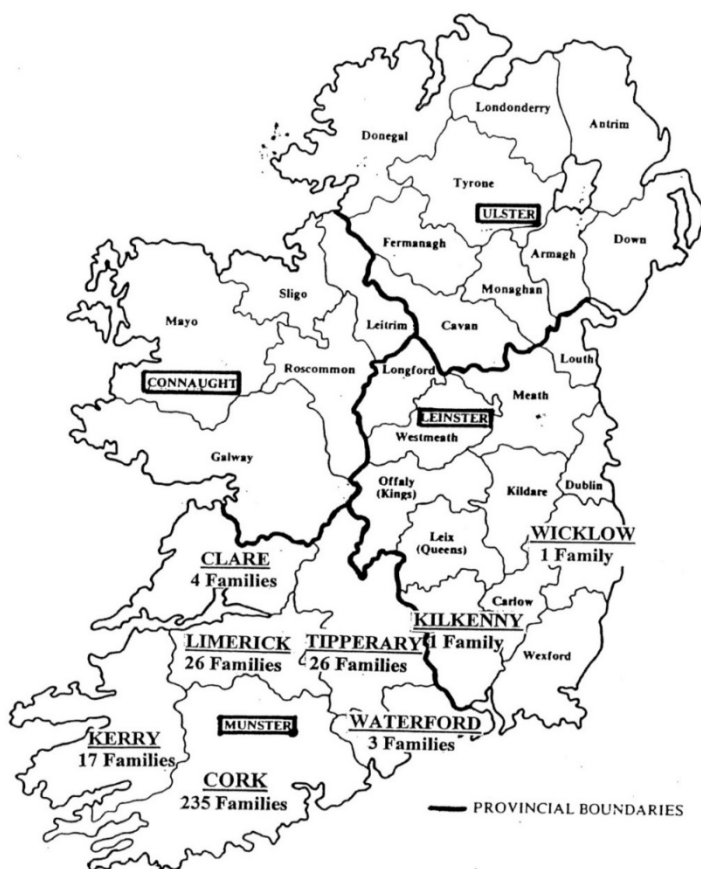 Londonderry
Antrim
Donegal
Tyrone
ULSTER
Fermanagh
Armagh
Down
Monaghan
Sligo
Mayo
Leitrim
Cavan
Louth
Roscommon
Longford
CONNAUGHT
Meath
LEINSTER
Westmeath
Galway
Offaly
(Kings)
Kildare
Dublin
Leix
(Queens)
WICKLOW
1 Family
CLARE
4 Families
Carlow
KILKENNY
1 Family
LIMERICK
26 Families
TIPPERARY
26 Families
Wexford
WATERFORD
3 Families
MUNSTER
KERRY
17 Families
CORK
235 Families
PROVINCIAL BOUNDARIES